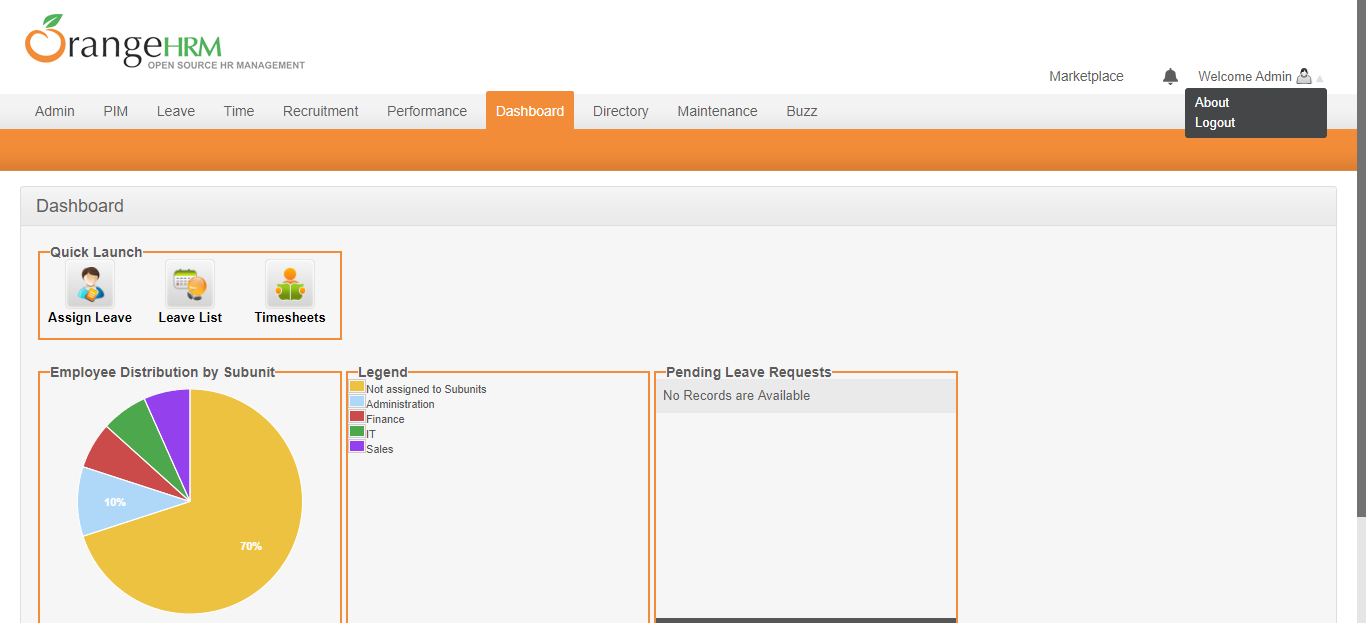 OrangeHRM
OPEN SOURCE HR MANAGEMENT
Marketplace Welcome Admin
About
Logout
Admin PIM Leave Time Recruitment Performance Dashboard Directory Maintenance Buzz
Dashboard
Quick Launch
Assign Leave Leave List Timesheets
Employee Distribution by Subunit
10%
70%
Legend
Not assigned to Subunits
Administration
Finance
IT
Sales
Pending Leave Requests
No Records are Available